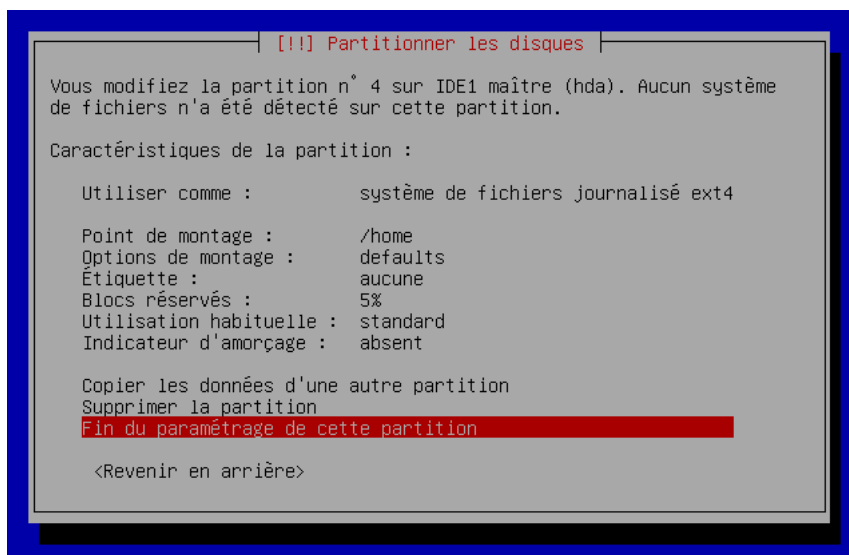 [!!] Partitionner les disques
Vous modifiez la partition n° 4 sur IDE1 maître (hda). Aucun système
de fichiers n'a été détecté sur cette partition.
Caractéristiques de la partition :
Utiliser comme : système de fichiers journalisé ext4
Point de montage : /home
Options de montage : defaults
Étiquette : aucune
Blocs réservés : 5%
Utilisation habituelle : standard
Indicateur d'amorçage : absent
Copier les données d'une autre partition
Supprimer la partition
Fin du paramétrage de cette partition
<Revenir en arrière>